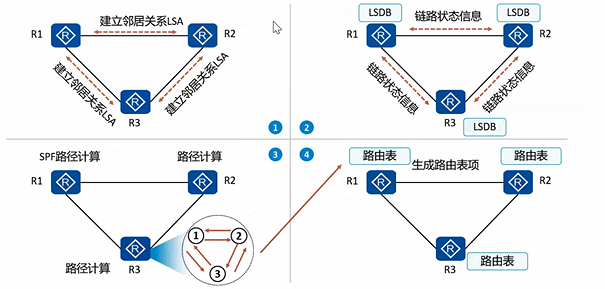 建立邻居关系LSA
R1
R2
建立邻居关系LSA
建立邻居关系LSA
R3
1
LSDB
LSDB
链路状态信息
R1
R2
链路状态信息
链路状态信息
R3
LSDB
2
SPF路径计算
路径计算
3
R1
R2
路径计算
R3
1
2
3
4
路由表
生成路由表项
路由表
R1
R2
R3
路由表